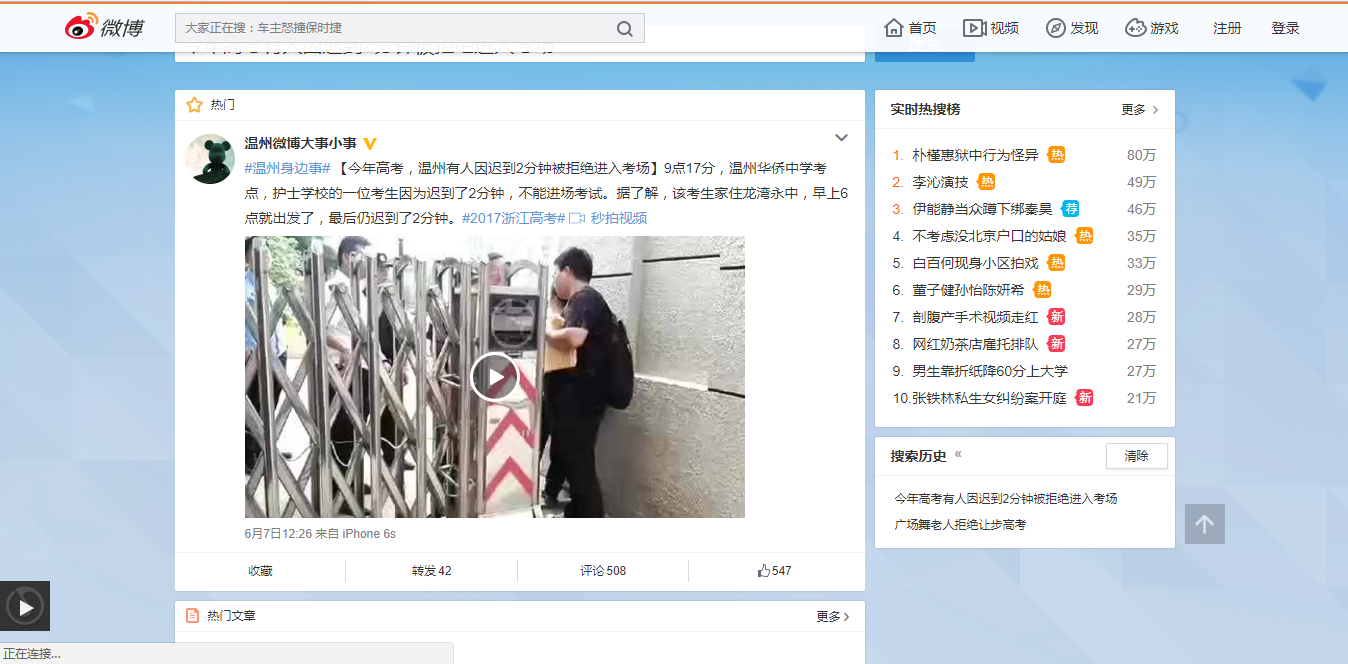 微博
大家正在搜：车主怒撞保时捷
首页
视频
发现
游戏
注册
登录
热门
温州微博大事小事
#温州身边事# 【今年高考，温州有人因迟到2分钟被拒绝进入考场】9点17分，温州华侨中学考
点，护士学校的一位考生因为迟到了2分钟，不能进场考试。据了解，该考生家住龙湾永中，早上6
点就出发了，最后仍迟到了2分钟。#2017浙江高考# 秒拍视频
6月7日12:26 来自 iPhone 6s
收藏
转发 42
评论 508
547
热门文章
更多
正在连接...
实时热搜榜
更多
1. 朴槿惠狱中行为怪异 热 80万
2. 李沁演技 热 49万
3. 伊能静当众蹲下绑秦昊 荐 46万
4. 不考虑没北京户口的姑娘 热 35万
5. 白百何现身小区拍戏 热 33万
6. 董子健孙怡陈妍希 热 29万
7. 剖腹产手术视频走红 新 28万
8. 网红奶茶店雇托排队 新 27万
9. 男生靠折纸降60分上大学 27万
10.张铁林私生女纠纷案开庭 新 21万
搜索历史 «
清除
今年高考有人因迟到2分钟被拒绝进入考场
广场舞老人拒绝让步高考